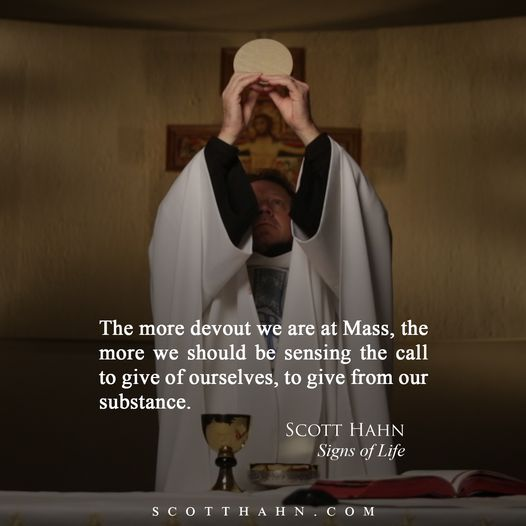 The more devout we are at Mass, the
more we should be sensing the call
to give of ourselves, to give from our
substance.
SCOTT HAHN
Signs of Life
SCOTTHAHN.COM